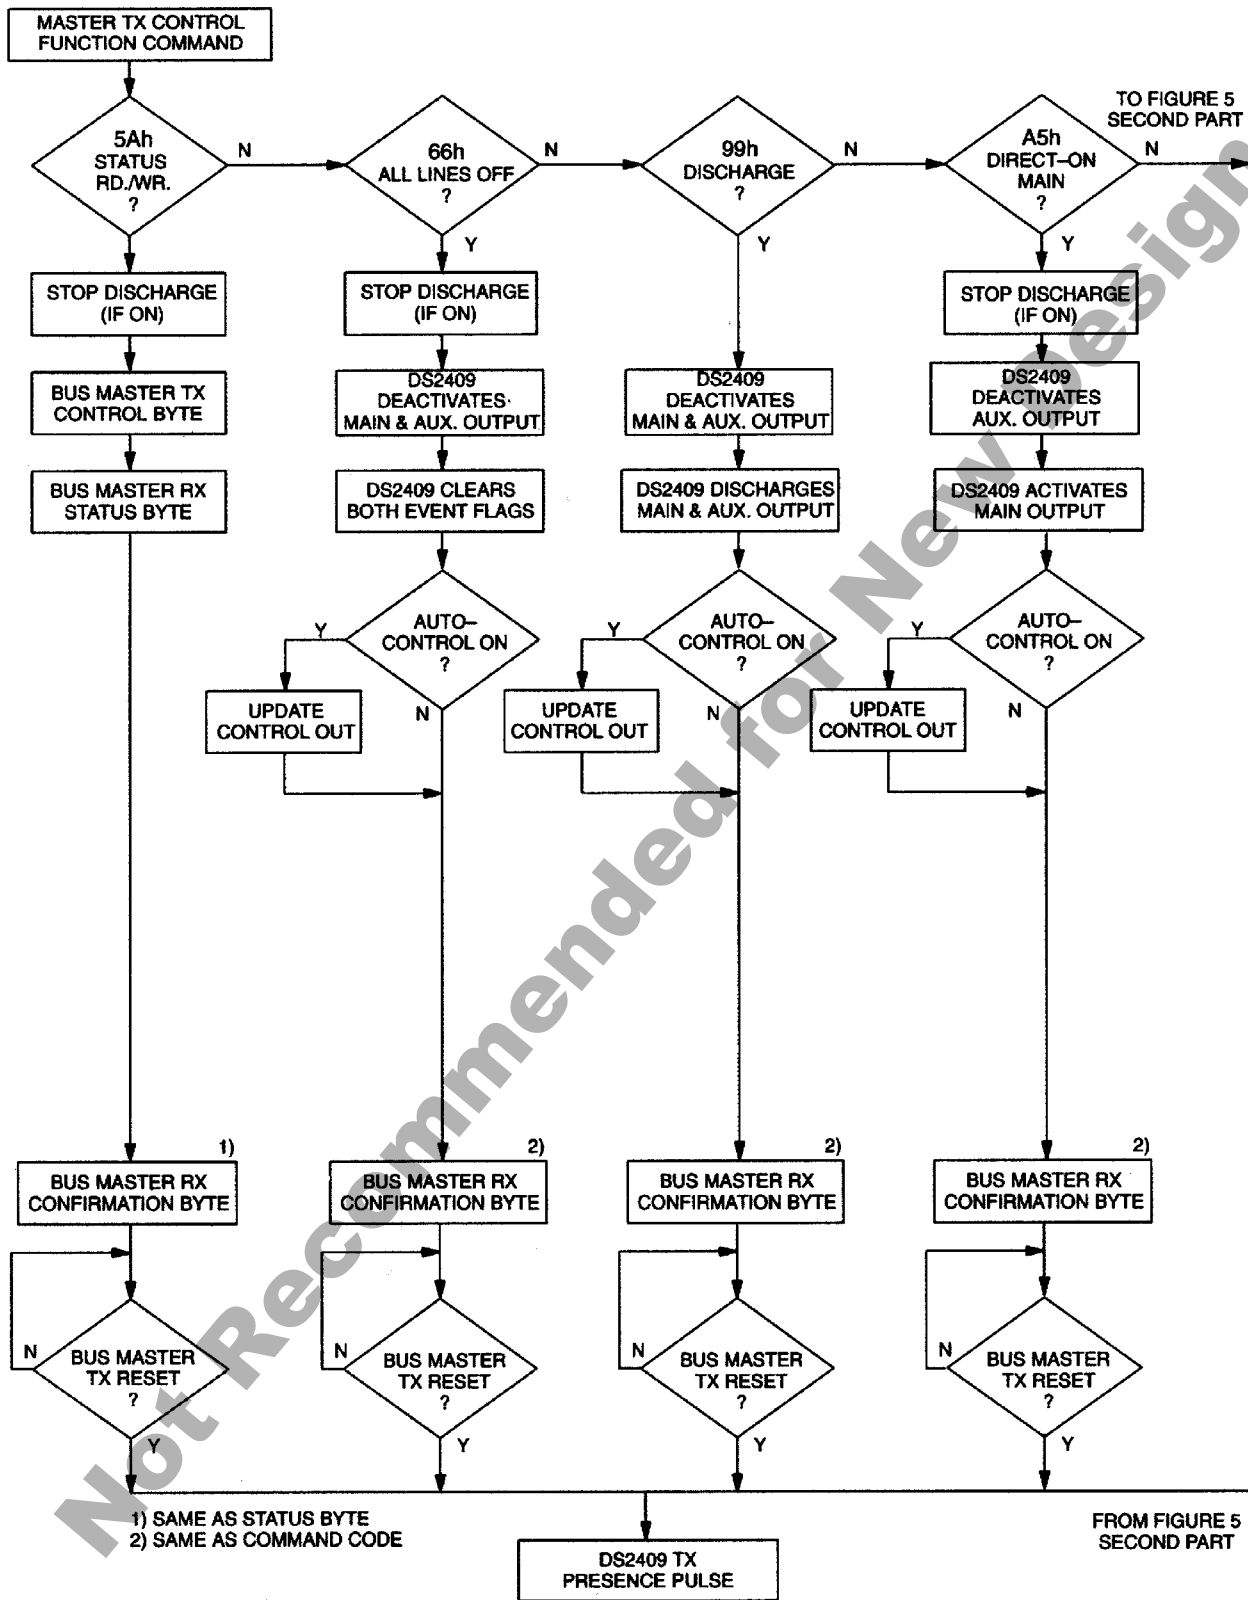 MASTER TX CONTROL
FUNCTION COMMAND
TO FIGURE 5
SECOND PART
5Ah
STATUS
RD./WR.
?
N
66h
ALL LINES OFF
?
N
99h
DISCHARGE
?
N
A5h
DIRECT–ON
MAIN
?
N
Y
Y
Y
STOP DISCHARGE
(IF ON)
STOP DISCHARGE
(IF ON)
STOP DISCHARGE
(IF ON)
BUS MASTER TX
CONTROL BYTE
DS2409
DEACTIVATES
MAIN & AUX. OUTPUT
DS2409
DEACTIVATES
MAIN & AUX. OUTPUT
DS2409
DEACTIVATES
AUX. OUTPUT
BUS MASTER RX
STATUS BYTE
DS2409 CLEARS
BOTH EVENT FLAGS
DS2409 DISCHARGES
MAIN & AUX. OUTPUT
DS2409 ACTIVATES
MAIN OUTPUT
Y
AUTO–
CONTROL ON
?
Y
AUTO–
CONTROL ON
?
Y
AUTO–
CONTROL ON
?
UPDATE
CONTROL OUT
N
UPDATE
CONTROL OUT
N
UPDATE
CONTROL OUT
N
1)
BUS MASTER RX
CONFIRMATION BYTE
2)
BUS MASTER RX
CONFIRMATION BYTE
2)
BUS MASTER RX
CONFIRMATION BYTE
2)
BUS MASTER RX
CONFIRMATION BYTE
N
BUS MASTER
TX RESET
?
N
BUS MASTER
TX RESET
?
N
BUS MASTER
TX RESET
?
N
BUS MASTER
TX RESET
?
Y
Y
Y
Y
1) SAME AS STATUS BYTE
2) SAME AS COMMAND CODE
FROM FIGURE 5
SECOND PART
DS2409 TX
PRESENCE PULSE
Not Recommended for New Design